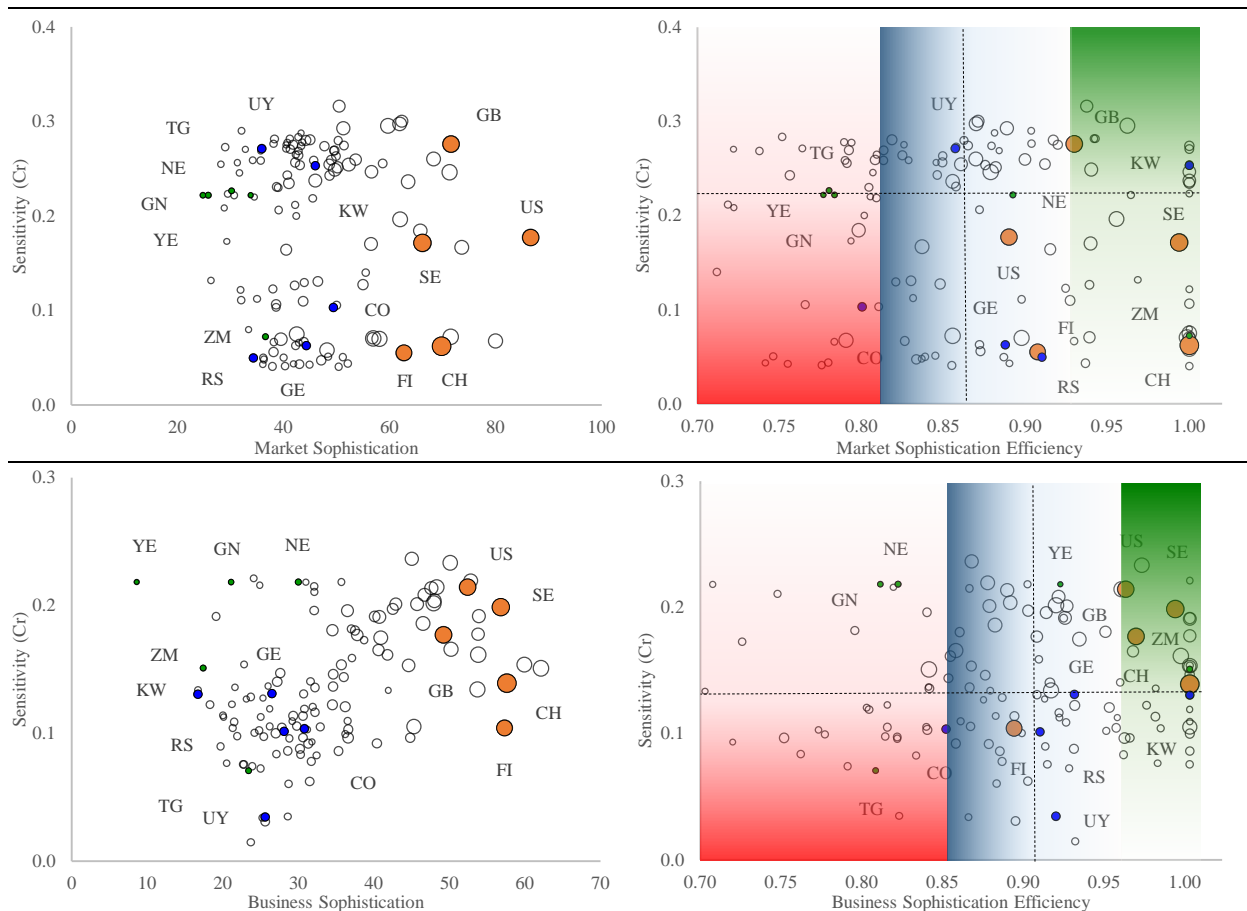 0.5
0.4
0.3
0.2
0.1
0.0
Sensitivity (Cr)
UY
GB
TG
NE
GN
KW
US
YE
SE
CO
ZM
RS
GE
FI
CH
0
20
40
60
80
100
Market Sophistication
0.5
0.4
0.3
0.2
0.1
0.0
Sensitivity (Cr)
UY
GB
TG
KW
NE
YE
SE
GN
US
GE
ZM
FI
CO
RS
CH
0.70
0.75
0.80
0.85
0.90
0.95
1.00
Market Sophistication Efficiency
0.3
0.2
0.1
0.0
Sensitivity (Cr)
YE
GN
NE
US
SE
ZM
GE
KW
GB
CH
RS
FI
CO
TG
UY
0
10
20
30
40
50
60
70
Business Sophistication
0.3
0.2
0.1
0.0
Sensitivity (Cr)
NE
YE
US
SE
GN
GB
ZM
GE
CH
KW
CO
FI
RS
TG
UY
0.70
0.75
0.80
0.85
0.90
0.95
1.00
Business Sophistication Efficiency